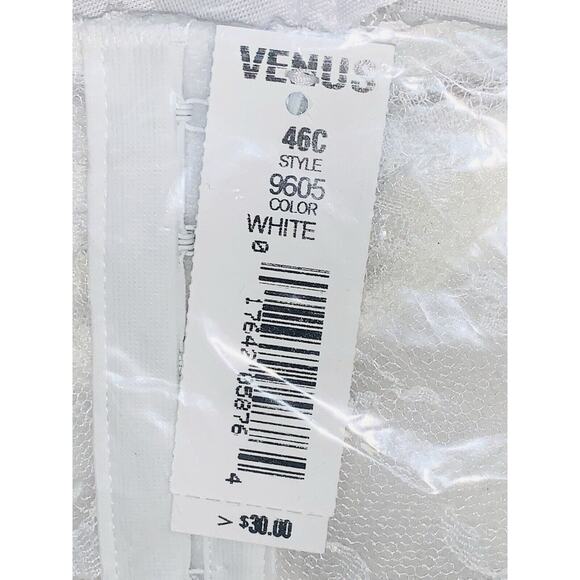 VENUS
46C
STYLE
9605
COLOR
WHITE
0
17642 05876
4
> $30.00